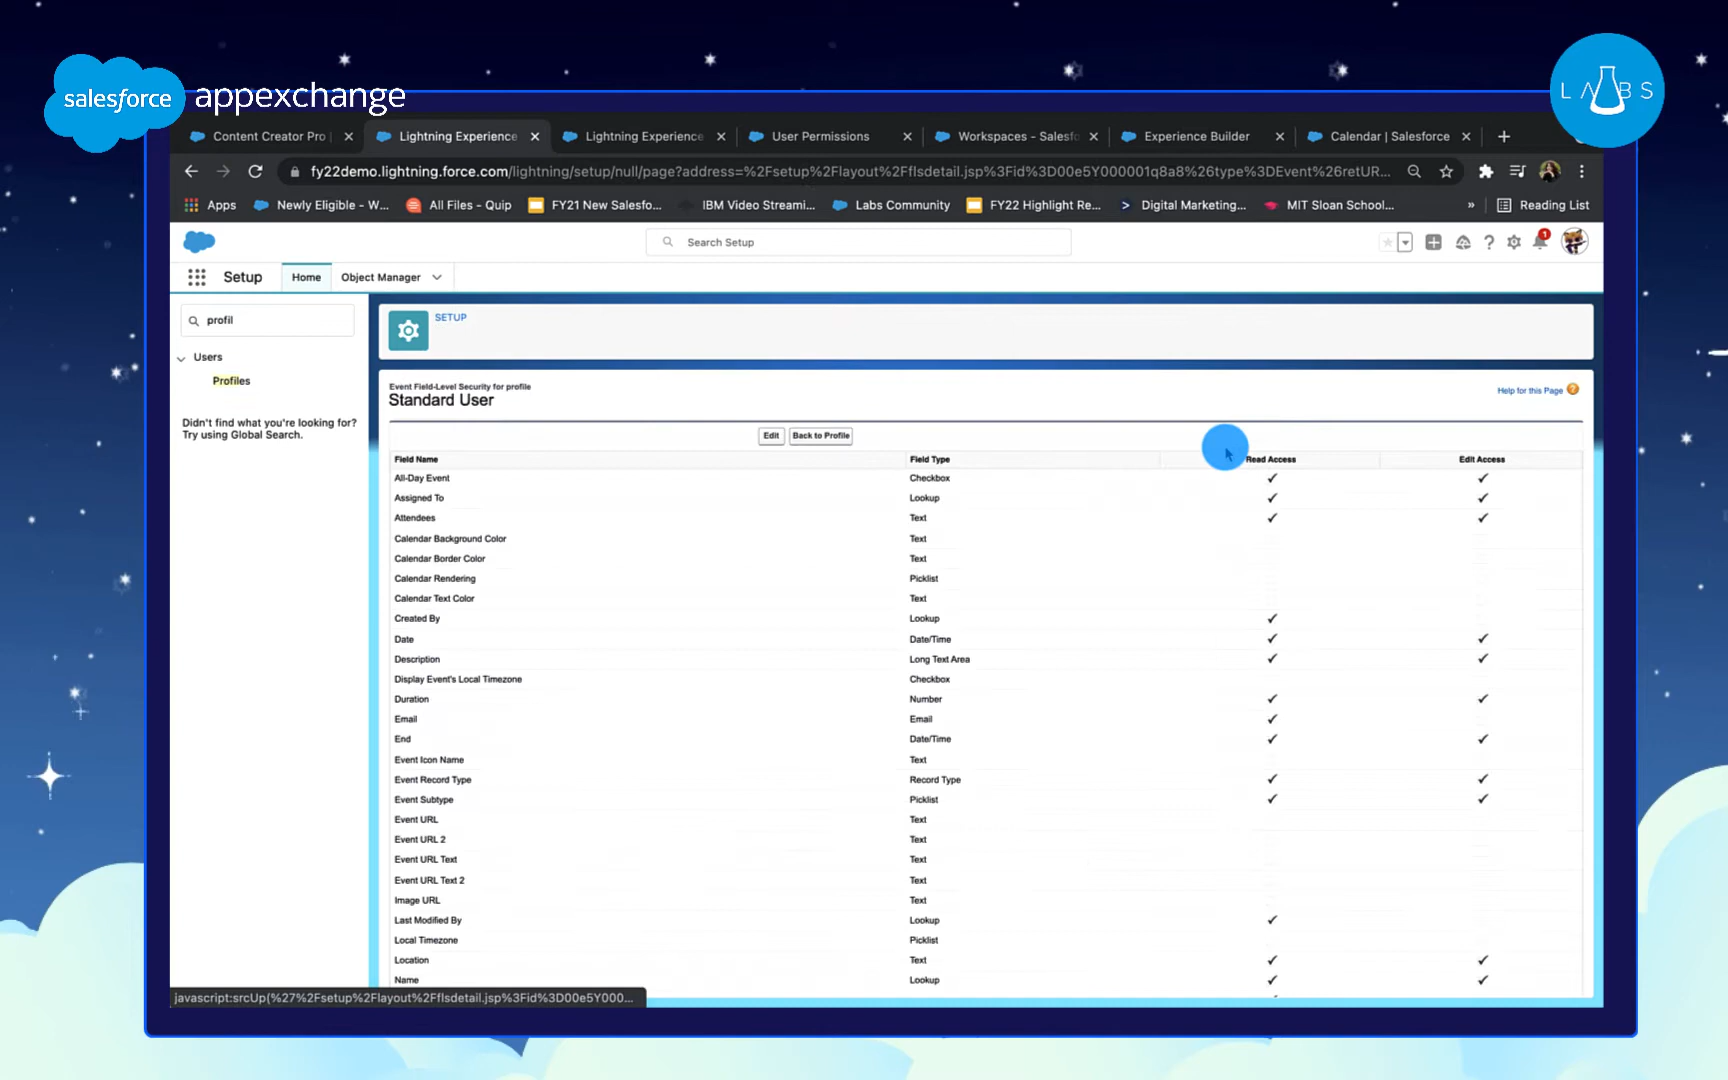 salesforce appexchange
LABS
Content Creator Pro
Lightning Experience
Lightning Experience
User Permissions
Workspaces - Salesfo
Experience Builder
Calendar | Salesforce
fy22demo.lightning.force.com/lightning/setup/null/page?address=%2Fsetup%2Flayout%2Fflsdetail.jsp%3Fid%3D00e5Y000001q8a8%26type%3DEvent%26retUR...
Apps
Newly Eligible - W...
All Files - Quip
FY21 New Salesfo...
IBM Video Streami...
Labs Community
FY22 Highlight Re...
Digital Marketing...
MIT Sloan School...
»
Reading List
Search Setup
1
Setup
Home
Object Manager
profil
Users
Profiles
Didn't find what you're looking for?
Try using Global Search.
SETUP
Event Field-Level Security for profile
Standard User
Help for this Page
Edit
Back to Profile
Field Name Field Type Read Access Edit Access
All-Day Event Checkbox ✓ ✓
Assigned To Lookup ✓ ✓
Attendees Text ✓ ✓
Calendar Background Color Text
Calendar Border Color Text
Calendar Rendering Picklist
Calendar Text Color Text
Created By Lookup ✓
Date Date/Time ✓ ✓
Description Long Text Area ✓ ✓
Display Event's Local Timezone Checkbox
Duration Number ✓ ✓
Email Email ✓
End Date/Time ✓ ✓
Event Icon Name Text
Event Record Type Record Type ✓ ✓
Event Subtype Picklist ✓ ✓
Event URL Text
Event URL 2 Text
Event URL Text Text
Event URL Text 2 Text
Image URL Text
Last Modified By Lookup ✓
Local Timezone Picklist
Location Text ✓ ✓
Name Lookup ✓ ✓
javascript:srcUp(%27%2Fsetup%2Flayout%2Fflsdetail.jsp%3Fid%3D00e5Y000...